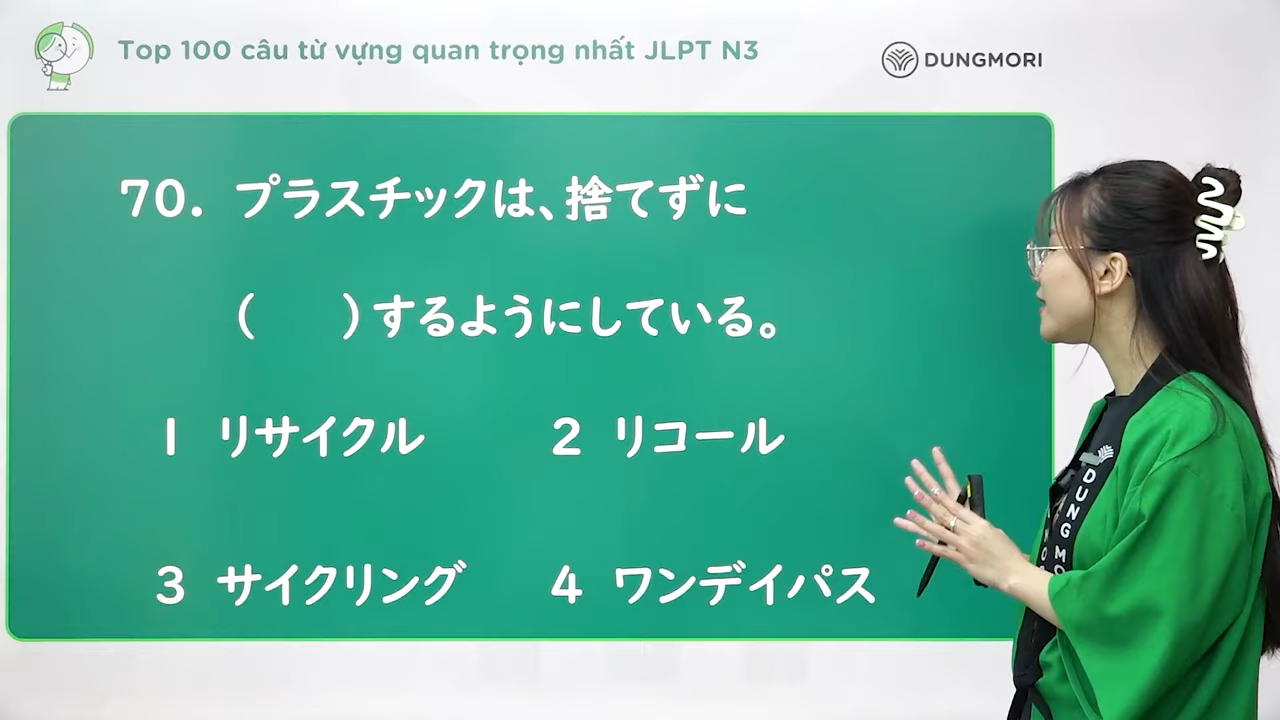 Top 100 câu từ vựng quan trọng nhất JLPT N3
DUNGMORI
70. プラスチックは、捨てずに
(　　)するようにしている。
1 リサイクル
2 リコール
3 サイクリング
4 ワンデイパス
DUNG MO